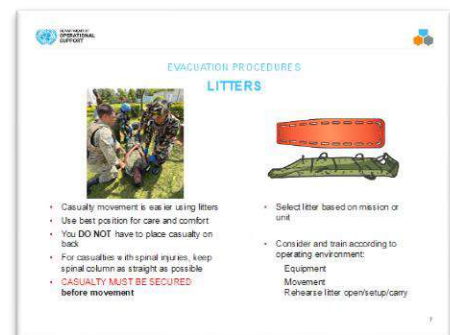 DEPARTMENT OF
OPERATIONAL
SUPPORT
EVACUATION PROCEDURES
LITTERS
• Casualty movement is easier using litters
• Use best position for care and comfort
• You DO NOT have to place casualty on
back
• For casualties with spinal injuries, keep
spinal column as straight as possible
• CASUALTY MUST BE SECURED
before movement
• Select litter based on mission or
unit
• Consider and train according to
operating environment:
Equipment
Movement
Rehearse litter open/setup/carry
7